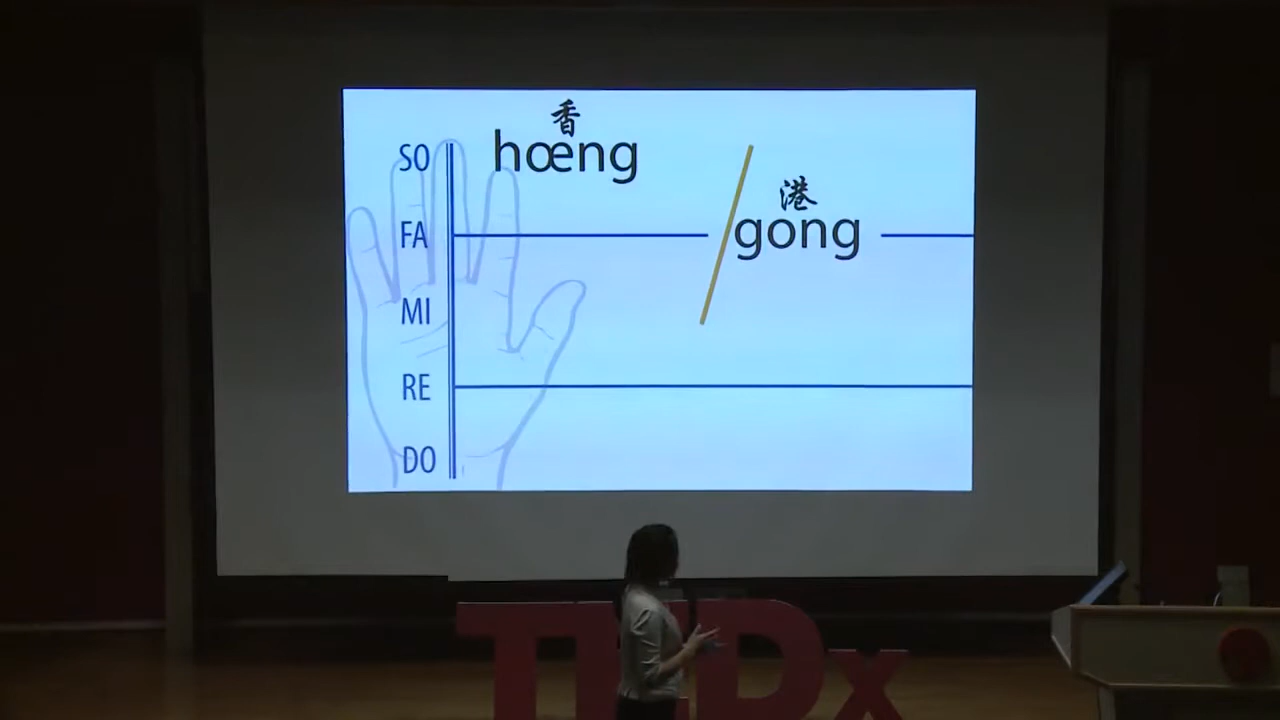 香
SO hœng
港
FA gong
MI
RE
DO
TEDx